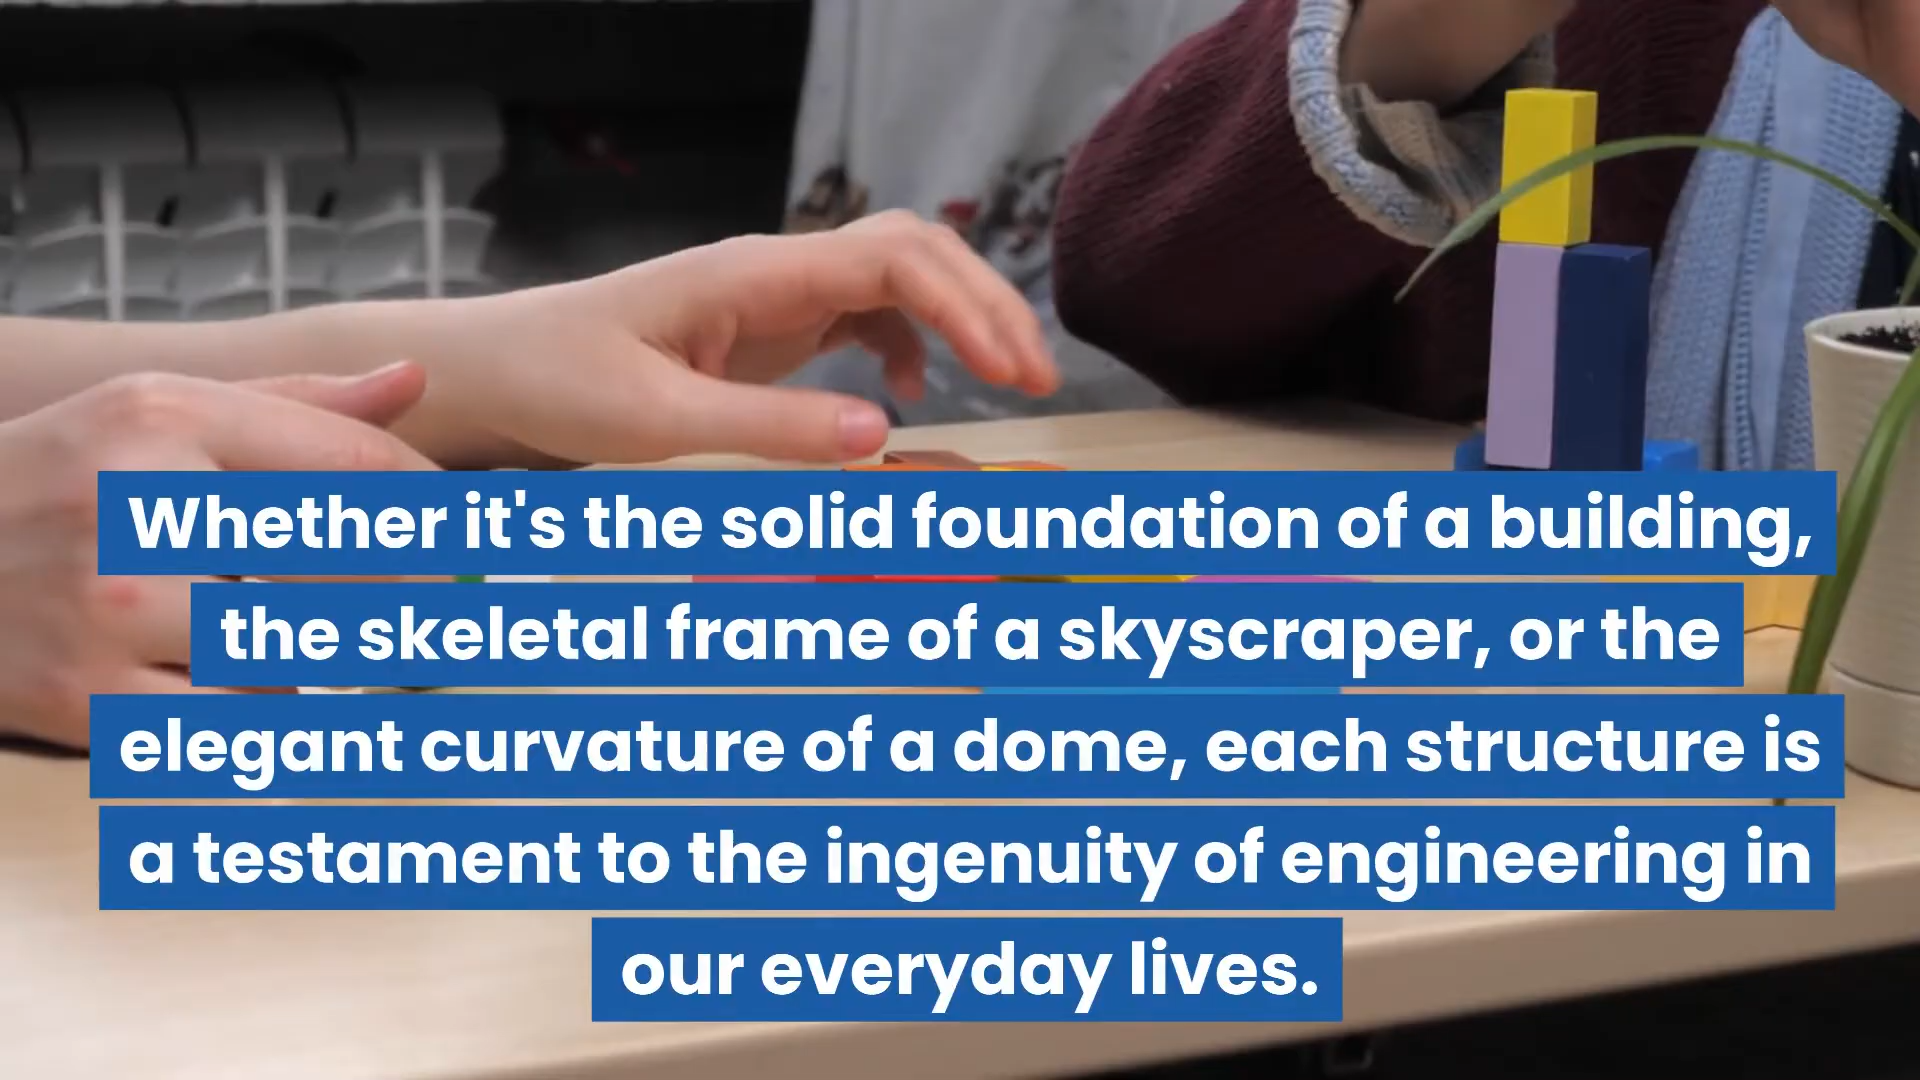 Whether it's the solid foundation of a building,
the skeletal frame of a skyscraper, or the
elegant curvature of a dome, each structure is
a testament to the ingenuity of engineering in
our everyday lives.